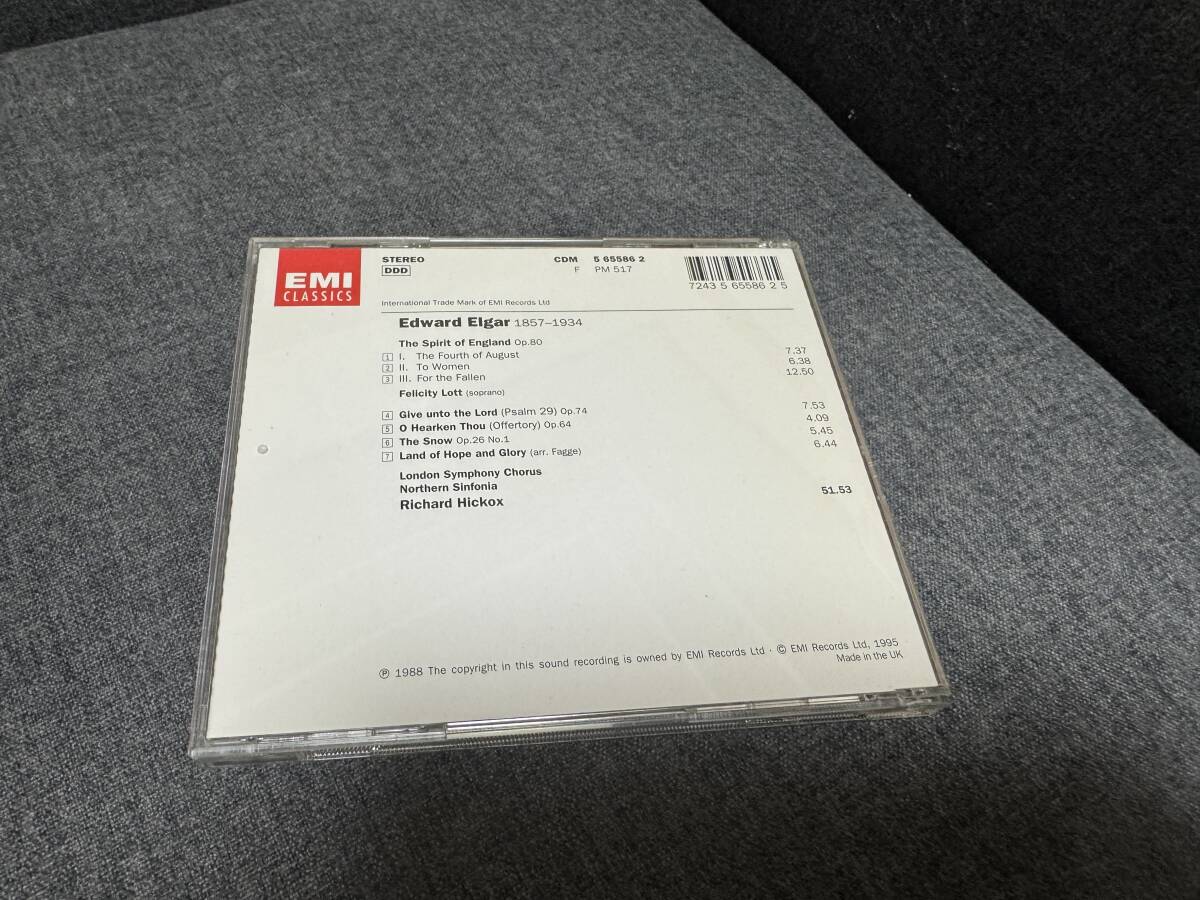 EMI
CLASSICS
STEREO
DDD
CDM 5 65586 2
F PM 517
7243 5 65586 2 5
International Trade Mark of EMI Records Ltd
Edward Elgar 1857–1934
The Spirit of England Op.80
1 I. The Fourth of August 7.37
2 II. To Women 6.38
3 III. For the Fallen 12.50
Felicity Lott (soprano)
4 Give unto the Lord (Psalm 29) Op.74 7.53
5 O Hearken Thou (Offertory) Op.64 4.09
6 The Snow Op.26 No.1 5.45
7 Land of Hope and Glory (arr. Fagge) 6.44
London Symphony Chorus
Northern Sinfonia
Richard Hickox 51.53
℗ 1988 The copyright in this sound recording is owned by EMI Records Ltd · © EMI Records Ltd, 1995
Made in the UK